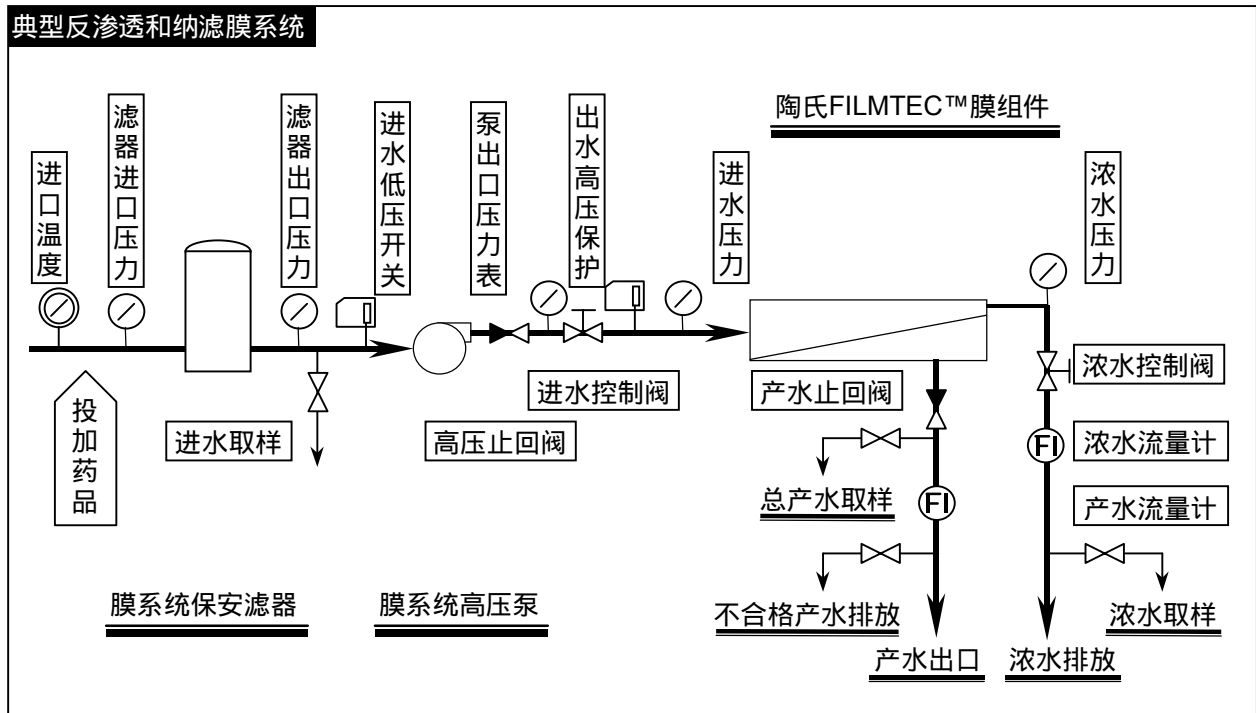 典型反渗透和纳滤膜系统
陶氏FILMTEC™膜组件
进口温度
滤器进口压力
滤器出口压力
进水低压开关
泵出口压力表
出水高压保护
进水压力
浓水压力
投加药品
进水取样
高压止回阀
进水控制阀
产水止回阀
浓水控制阀
浓水流量计
FI
产水流量计
总产水取样
FI
不合格产水排放
浓水取样
产水出口
浓水排放
膜系统保安滤器
膜系统高压泵